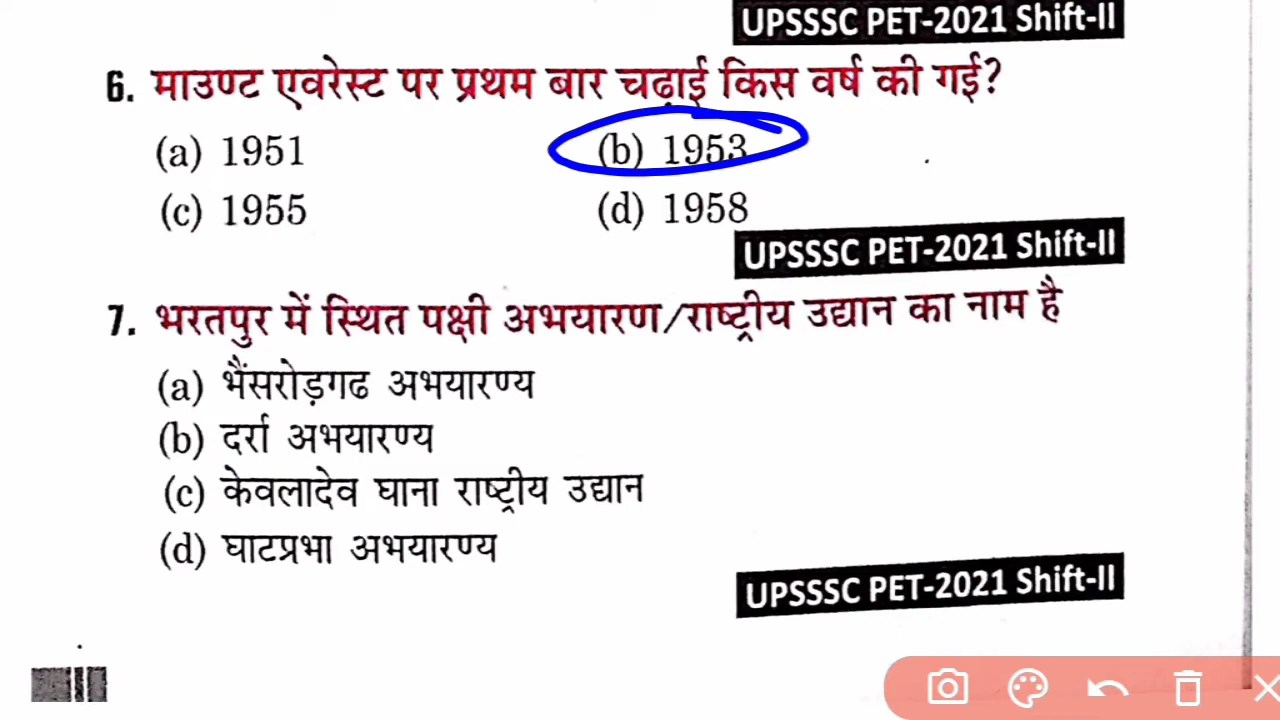 UPSSSC PET-2021 Shift-II
6. माउण्ट एवरेस्ट पर प्रथम बार चढ़ाई किस वर्ष की गई?
(a) 1951 (b) 1953
(c) 1955 (d) 1958
UPSSSC PET-2021 Shift-II
7. भरतपुर में स्थित पक्षी अभयारण/राष्ट्रीय उद्यान का नाम है
(a) भैंसरोड़गढ अभयारण्य
(b) दर्रा अभयारण्य
(c) केवलादेव घाना राष्ट्रीय उद्यान
(d) घाटप्रभा अभयारण्य
UPSSSC PET-2021 Shift-II